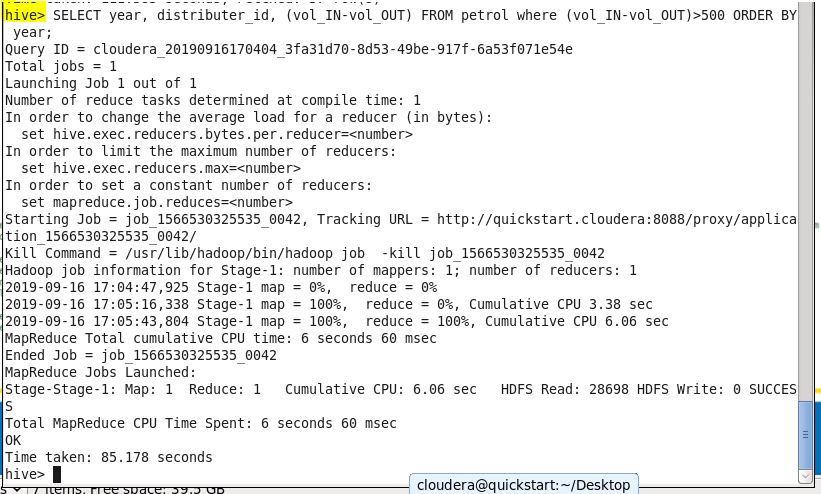 hive> SELECT year, distributer_id, (vol_IN-vol_OUT) FROM petrol where (vol_IN-vol_OUT)>500 ORDER BY
 year;
Query ID = cloudera_20190916170404_3fa31d70-8d53-49be-917f-6a53f071e54e
Total jobs = 1
Launching Job 1 out of 1
Number of reduce tasks determined at compile time: 1
In order to change the average load for a reducer (in bytes):
  set hive.exec.reducers.bytes.per.reducer=<number>
In order to limit the maximum number of reducers:
  set hive.exec.reducers.max=<number>
In order to set a constant number of reducers:
  set mapreduce.job.reduces=<number>
Starting Job = job_1566530325535_0042, Tracking URL = http://quickstart.cloudera:8088/proxy/applica
tion_1566530325535_0042/
Kill Command = /usr/lib/hadoop/bin/hadoop job  -kill job_1566530325535_0042
Hadoop job information for Stage-1: number of mappers: 1; number of reducers: 1
2019-09-16 17:04:47,925 Stage-1 map = 0%,  reduce = 0%
2019-09-16 17:05:16,338 Stage-1 map = 100%,  reduce = 0%, Cumulative CPU 3.38 sec
2019-09-16 17:05:43,804 Stage-1 map = 100%,  reduce = 100%, Cumulative CPU 6.06 sec
MapReduce Total cumulative CPU time: 6 seconds 60 msec
Ended Job = job_1566530325535_0042
MapReduce Jobs Launched:
Stage-Stage-1: Map: 1  Reduce: 1   Cumulative CPU: 6.06 sec   HDFS Read: 28698 HDFS Write: 0 SUCCES
S
Total MapReduce CPU Time Spent: 6 seconds 60 msec
OK
Time taken: 85.178 seconds
hive>
cloudera@quickstart:~/Desktop
7 items, Free space: 39.5 GB